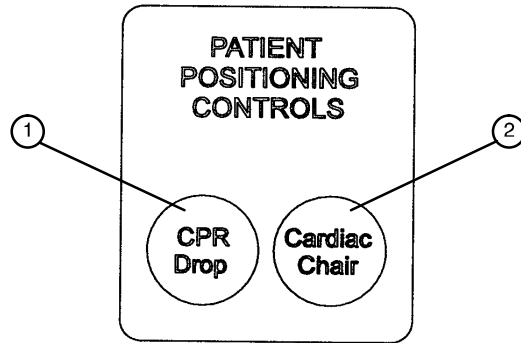 PATIENT
POSITIONING
CONTROLS
1
2
CPR
Drop
Cardiac
Chair